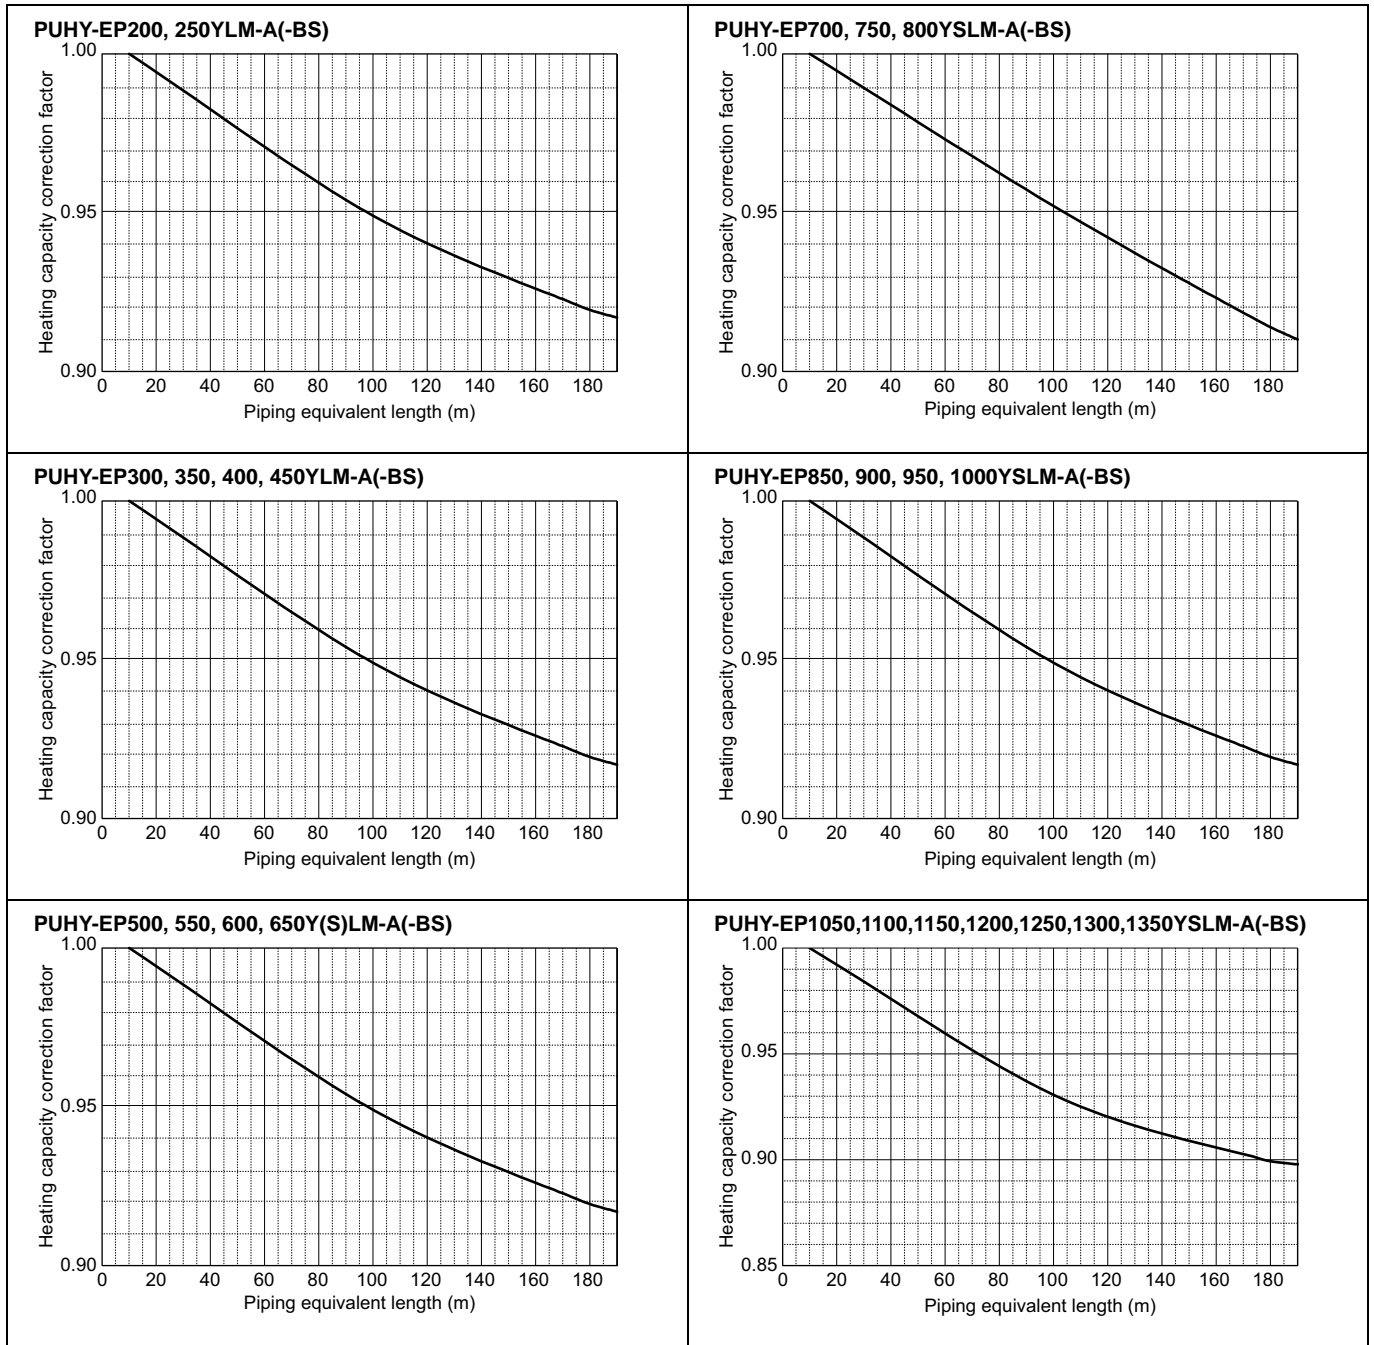 PUHY-EP200, 250YLM-A(-BS)
Heating capacity correction factor
1.00
0.95
0.90
0 20 40 60 80 100 120 140 160 180
Piping equivalent length (m)
PUHY-EP700, 750, 800YSLM-A(-BS)
Heating capacity correction factor
1.00
0.95
0.90
0 20 40 60 80 100 120 140 160 180
Piping equivalent length (m)
PUHY-EP300, 350, 400, 450YLM-A(-BS)
Heating capacity correction factor
1.00
0.95
0.90
0 20 40 60 80 100 120 140 160 180
Piping equivalent length (m)
PUHY-EP850, 900, 950, 1000YSLM-A(-BS)
Heating capacity correction factor
1.00
0.95
0.90
0 20 40 60 80 100 120 140 160 180
Piping equivalent length (m)
PUHY-EP500, 550, 600, 650Y(S)LM-A(-BS)
Heating capacity correction factor
1.00
0.95
0.90
0 20 40 60 80 100 120 140 160 180
Piping equivalent length (m)
PUHY-EP1050,1100,1150,1200,1250,1300,1350YSLM-A(-BS)
Heating capacity correction factor
1.00
0.95
0.90
0.85
0 20 40 60 80 100 120 140 160 180
Piping equivalent length (m)